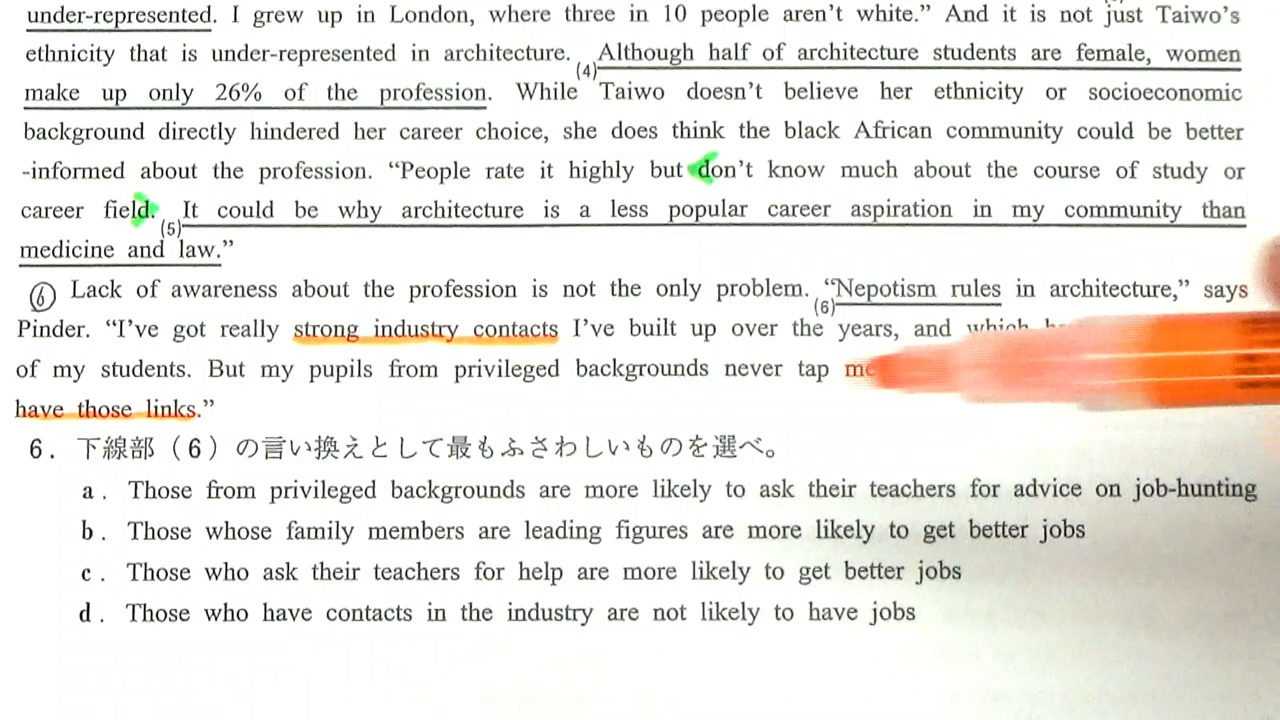 under-represented. I grew up in London, where three in 10 people aren't white.” And it is not just Taiwo's
ethnicity that is under-represented in architecture. (4)Although half of architecture students are female, women
make up only 26% of the profession. While Taiwo doesn't believe her ethnicity or socioeconomic
background directly hindered her career choice, she does think the black African community could be better
-informed about the profession. “People rate it highly but don't know much about the course of study or
career field. (5)It could be why architecture is a less popular career aspiration in my community than
medicine and law.”
⑥ Lack of awareness about the profession is not the only problem. “(6)Nepotism rules in architecture,” says
Pinder. “I've got really strong industry contacts I've built up over the years, and which
of my students. But my pupils from privileged backgrounds never tap me
have those links.”
6. 下線部（6）の言い換えとして最もふさわしいものを選べ。
a. Those from privileged backgrounds are more likely to ask their teachers for advice on job-hunting
b. Those whose family members are leading figures are more likely to get better jobs
c. Those who ask their teachers for help are more likely to get better jobs
d. Those who have contacts in the industry are not likely to have jobs